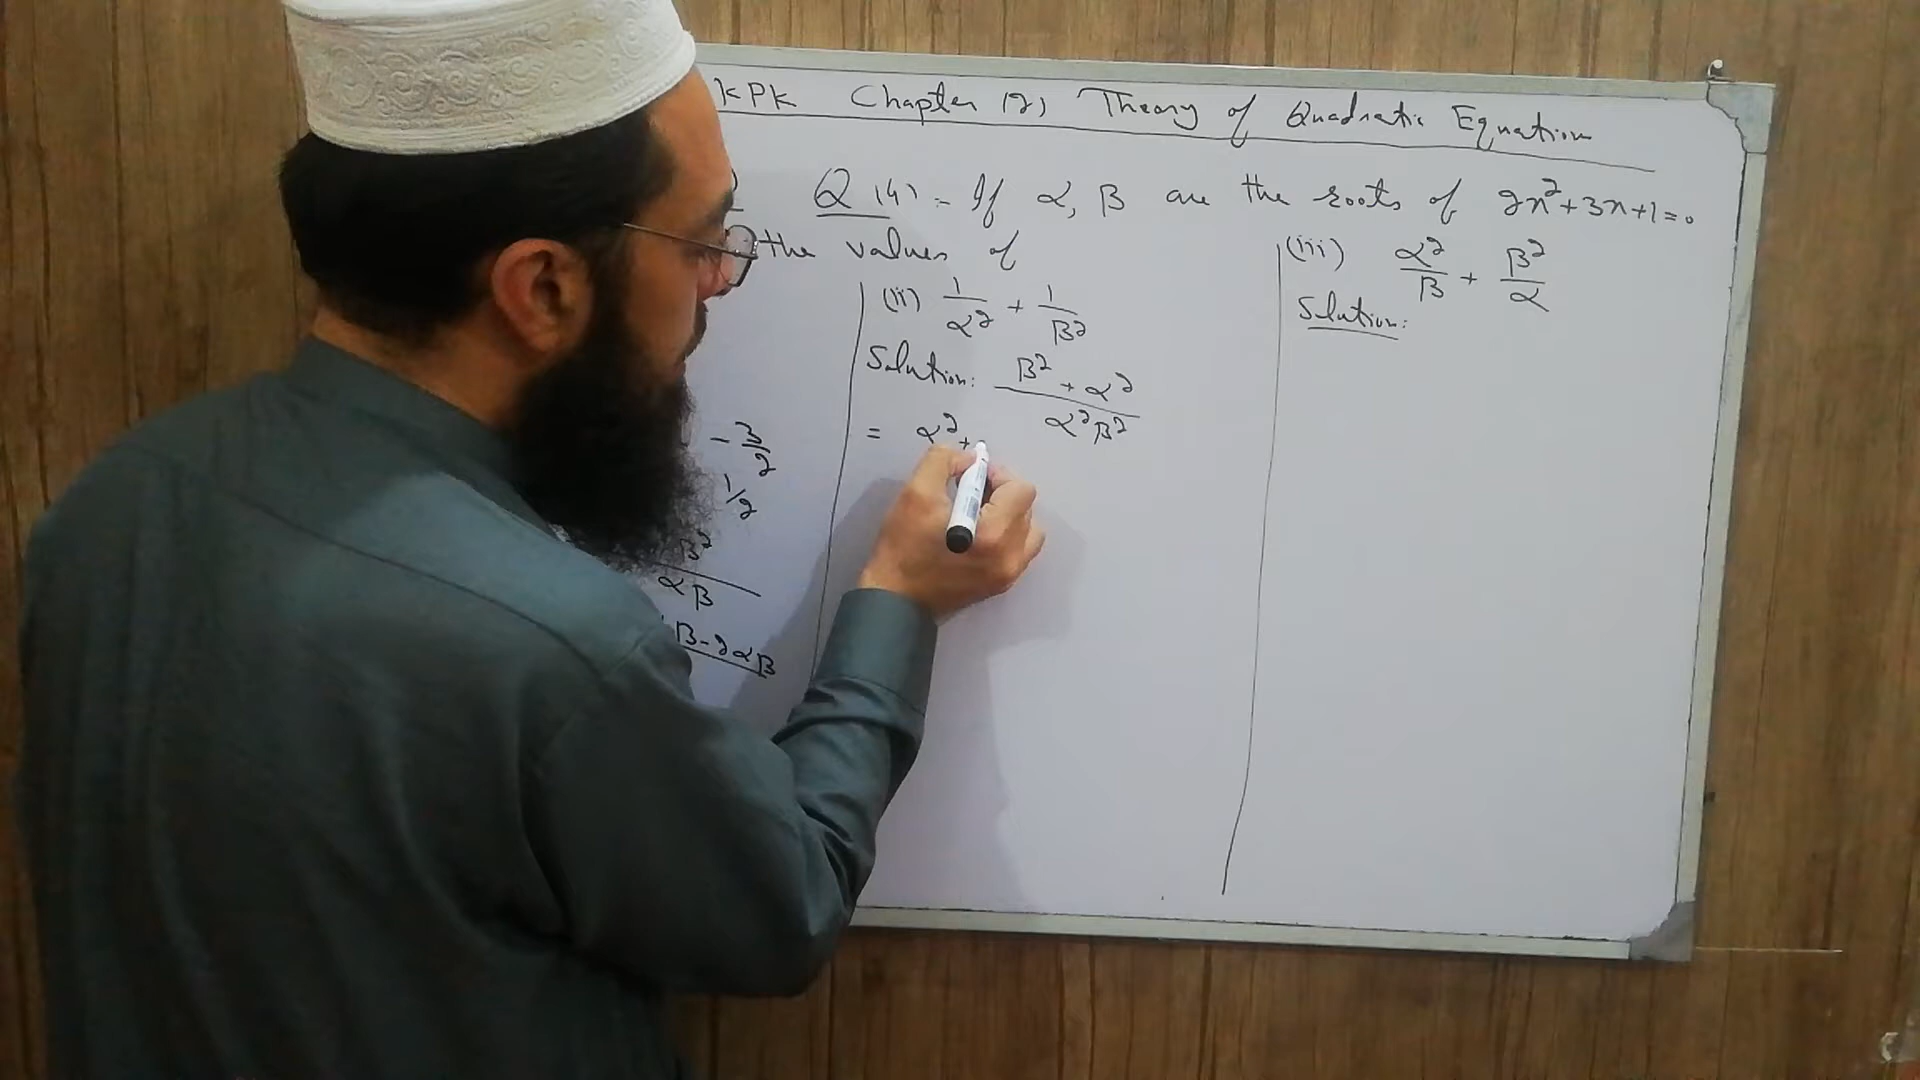 KPK Chapter (2) Theory of Quadratic Equation
Q (4) :- If α, β are the roots of 2x²+3x+1=0
the values of
(ii) 1/α² + 1/β²
Solution: (β² + α²)/(α²β²)
= α² +
(iii) α²/β + β²/α
Solution:
- 3/2
1/2
β²
αβ
β - 2αβ